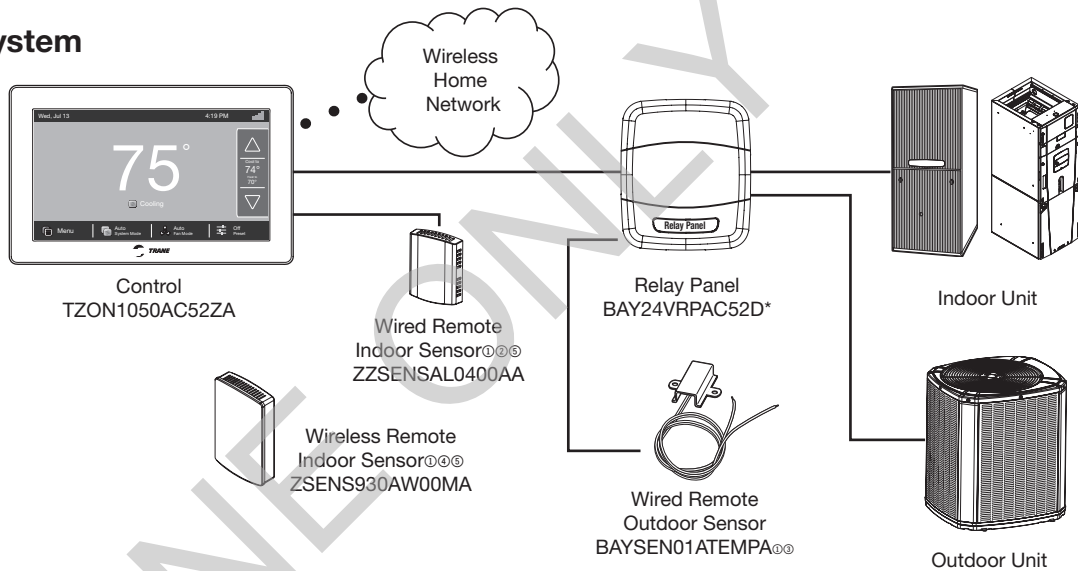 ystem
Wireless
Home
Network
Wed, Jul 13 4:19 PM
75°
Cooling
74°
70°
Menu
Auto
System Mode
Auto
Fan Mode
Off
Preset
TRANE
Control
TZON1050AC52ZA
Relay Panel
Relay Panel
BAY24VRPAC52D*
Indoor Unit
Wired Remote
Indoor Sensor①②⑤
ZZSENSAL0400AA
Wireless Remote
Indoor Sensor①④⑤
ZSENS930AW00MA
Wired Remote
Outdoor Sensor
BAYSEN01ATEMPA①③
Outdoor Unit
NE ONLY